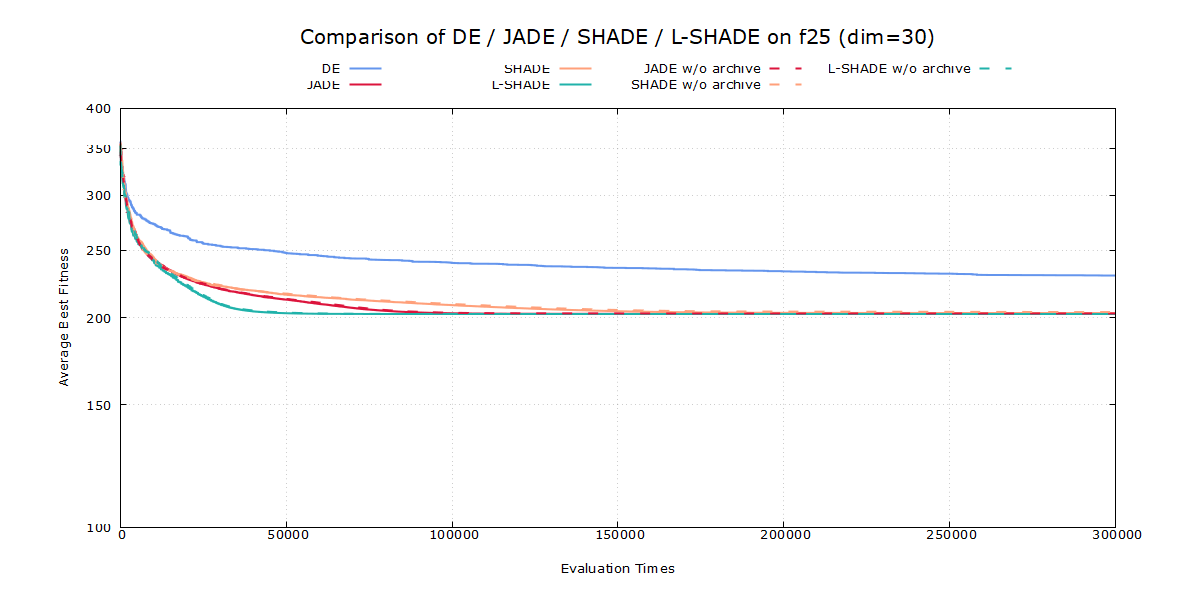 Comparison of DE / JADE / SHADE / L-SHADE on f25 (dim=30)
DE SHADE JADE w/o archive L-SHADE w/o archive
JADE L-SHADE SHADE w/o archive
400
350
300
250
200
150
100
Average Best Fitness
0 50000 100000 150000 200000 250000 300000
Evaluation Times